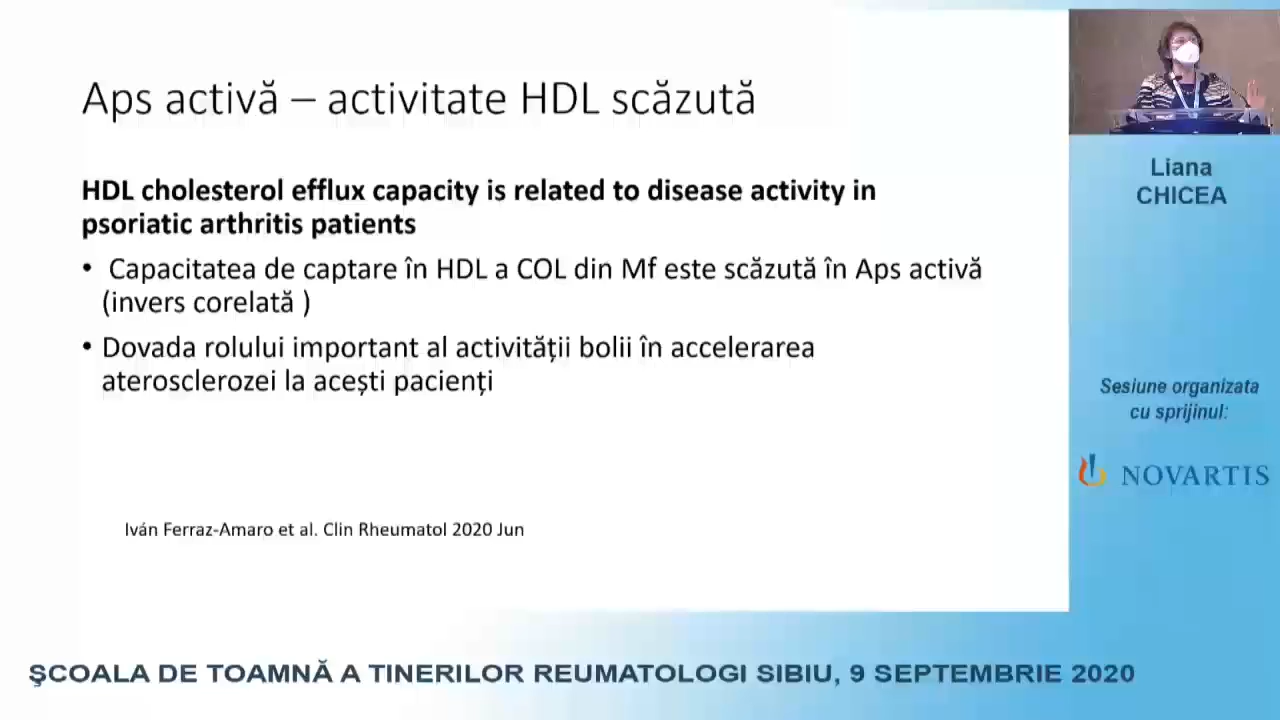 Aps activă – activitate HDL scăzută
HDL cholesterol efflux capacity is related to disease activity in
psoriatic arthritis patients
• Capacitatea de captare în HDL a COL din Mf este scăzută în Aps activă
(invers corelată )
• Dovada rolului important al activității bolii în accelerarea
aterosclerozei la acești pacienți
Iván Ferraz-Amaro et al. Clin Rheumatol 2020 Jun
Liana
CHICEA
Sesiune organizata
cu sprijinul:
NOVARTIS
ŞCOALA DE TOAMNĂ A TINERILOR REUMATOLOGI SIBIU, 9 SEPTEMBRIE 2020